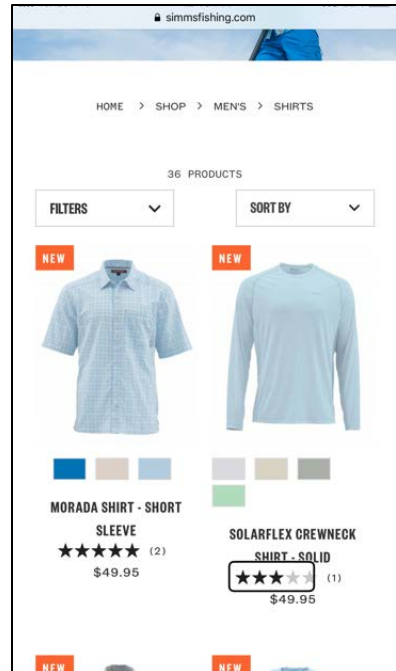 simmsfishing.com
HOME > SHOP > MEN'S > SHIRTS
36 PRODUCTS
FILTERS
SORT BY
NEW
NEW
MORADA SHIRT - SHORT
SLEEVE
(2)
$49.95
SOLARFLEX CREWNECK
SHIRT - SOLID
(1)
$49.95
NEW
NEW